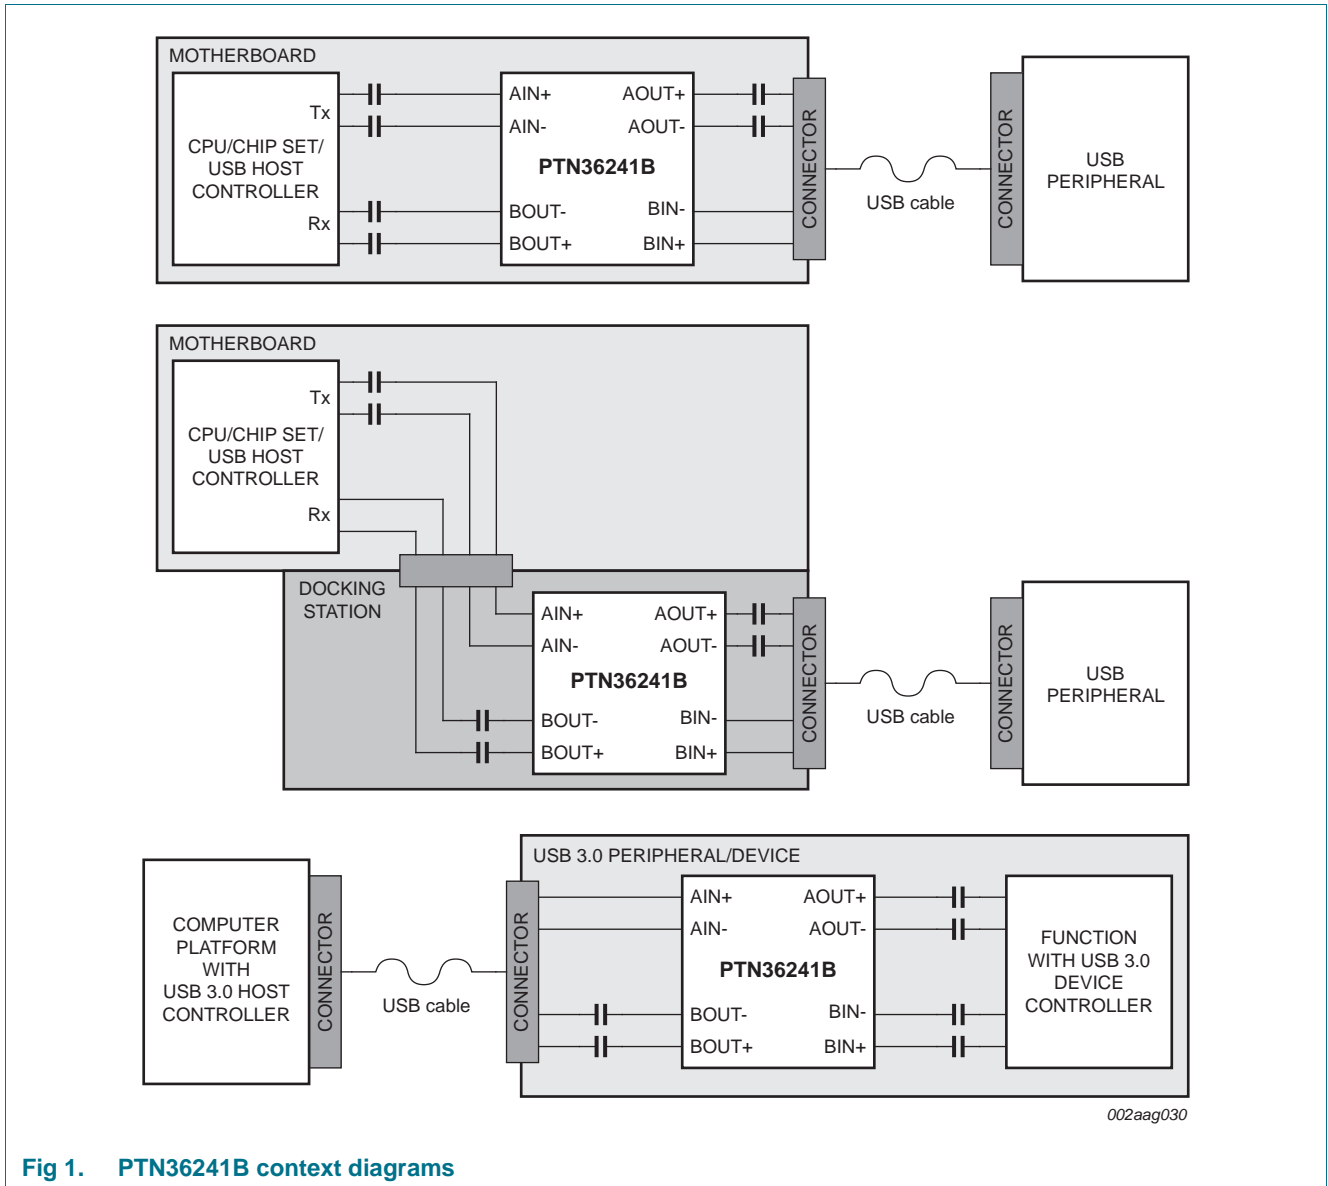 MOTHERBOARD
CPU/CHIP SET/
USB HOST
CONTROLLER
Tx
Rx
AIN+
AIN-
BOUT-
BOUT+
PTN36241B
AOUT+
AOUT-
BIN-
BIN+
CONNECTOR
USB cable
CONNECTOR
USB
PERIPHERAL
MOTHERBOARD
CPU/CHIP SET/
USB HOST
CONTROLLER
Tx
Rx
DOCKING
STATION
AIN+
AIN-
BOUT-
BOUT+
PTN36241B
AOUT+
AOUT-
BIN-
BIN+
CONNECTOR
USB cable
CONNECTOR
USB
PERIPHERAL
COMPUTER
PLATFORM
WITH
USB 3.0 HOST
CONTROLLER
CONNECTOR
USB cable
CONNECTOR
USB 3.0 PERIPHERAL/DEVICE
AIN+
AIN-
BOUT-
BOUT+
PTN36241B
AOUT+
AOUT-
BIN-
BIN+
FUNCTION
WITH USB 3.0
DEVICE
CONTROLLER
002aag030
Fig 1. PTN36241B context diagrams